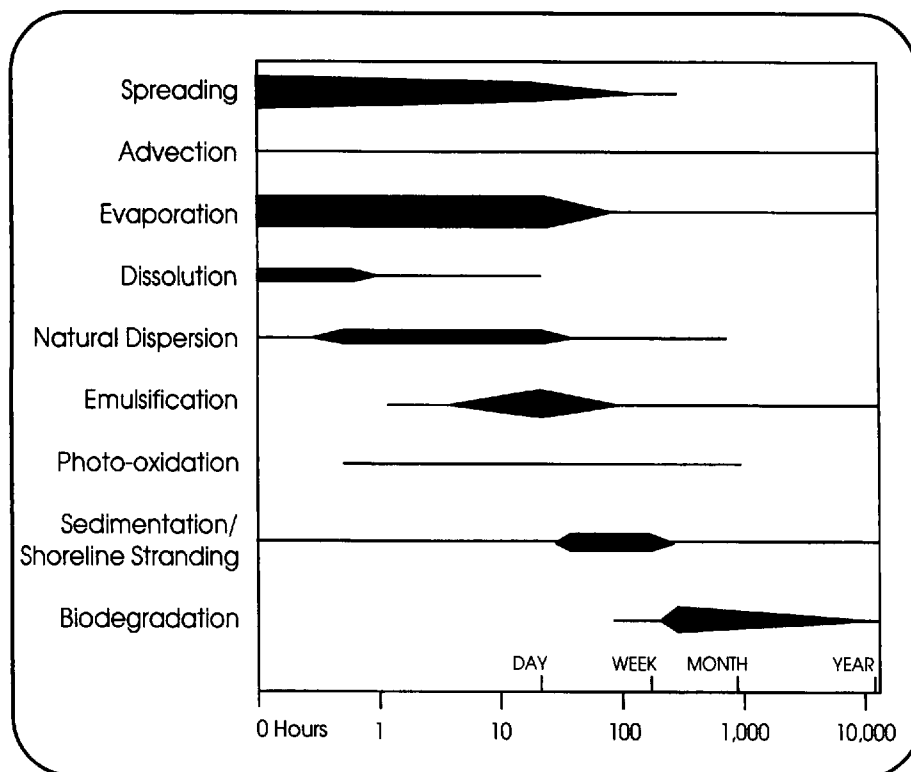 Spreading
Advection
Evaporation
Dissolution
Natural Dispersion
Emulsification
Photo-oxidation
Sedimentation/
Shoreline Stranding
Biodegradation
DAY WEEK MONTH YEAR
0 Hours 1 10 100 1,000 10,000